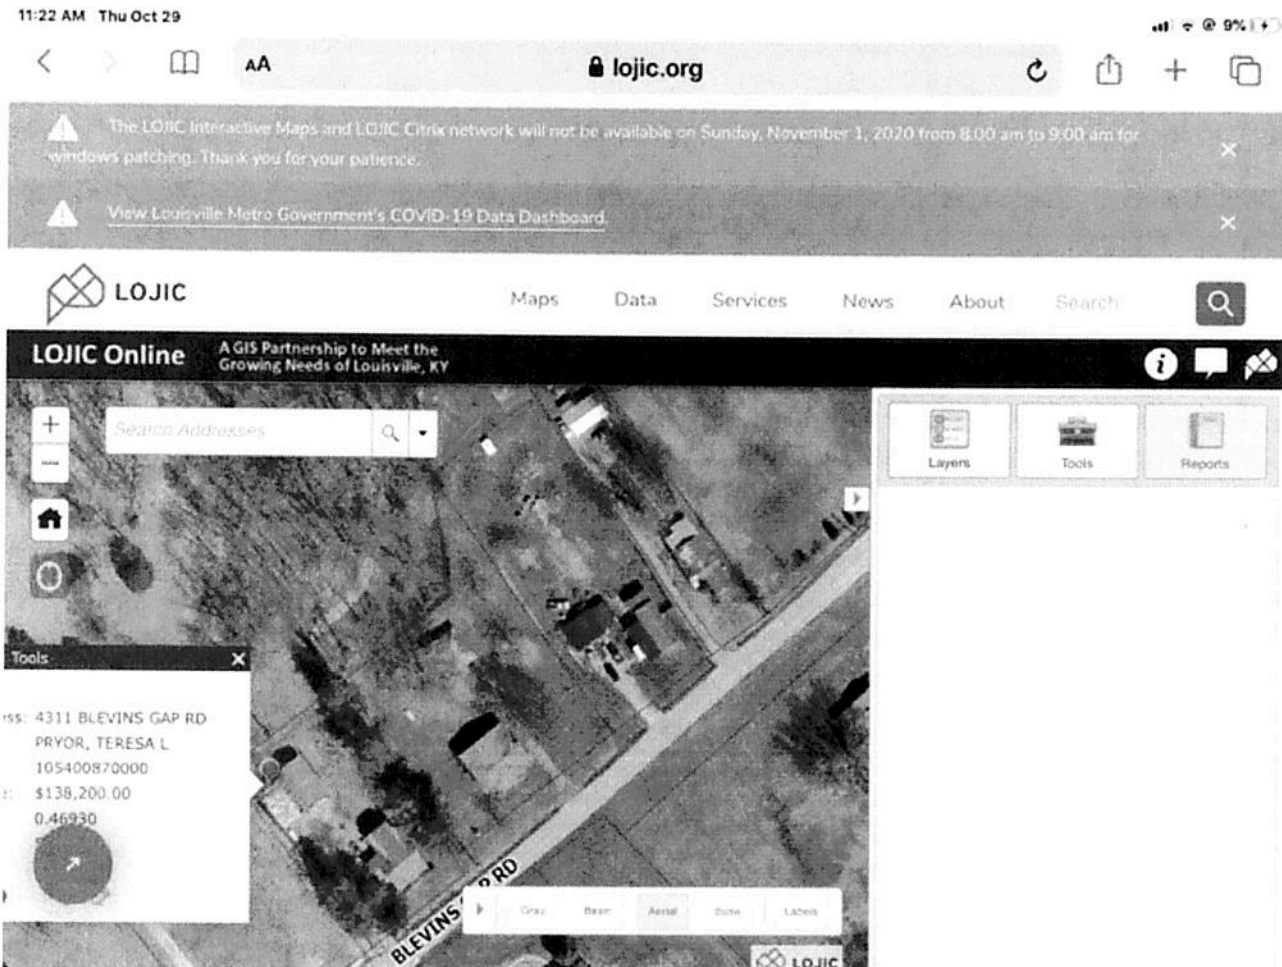 11:22 AM Thu Oct 29
9%
AA
lojic.org
The LOJIC Interactive Maps and LOJIC Citrix network will not be available on Sunday, November 1, 2020 from 8:00 am to 9:00 am for
windows patching. Thank you for your patience.
View Louisville Metro Government's COVID-19 Data Dashboard.
LOJIC
Maps Data Services News About Search
LOJIC Online
A GIS Partnership to Meet the
Growing Needs of Louisville, KY
Search Addresses
Layers Tools Reports
Tools
ss: 4311 BLEVINS GAP RD
PRYOR, TERESA L
105400870000
$138,200.00
0.46930
BLEVINS GAP RD
Gray Basic Aerial Labels
LOJIC